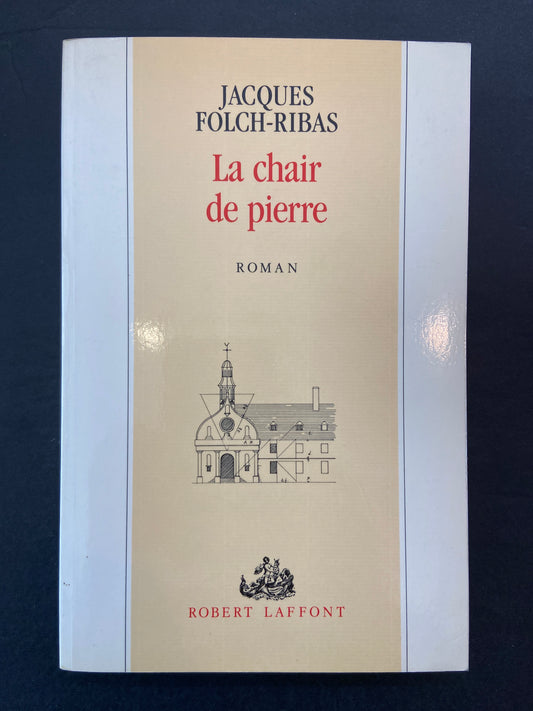 JACQUES
FOLCH-RIBAS
La chair
de pierre
ROMAN
ROBERT LAFFONT